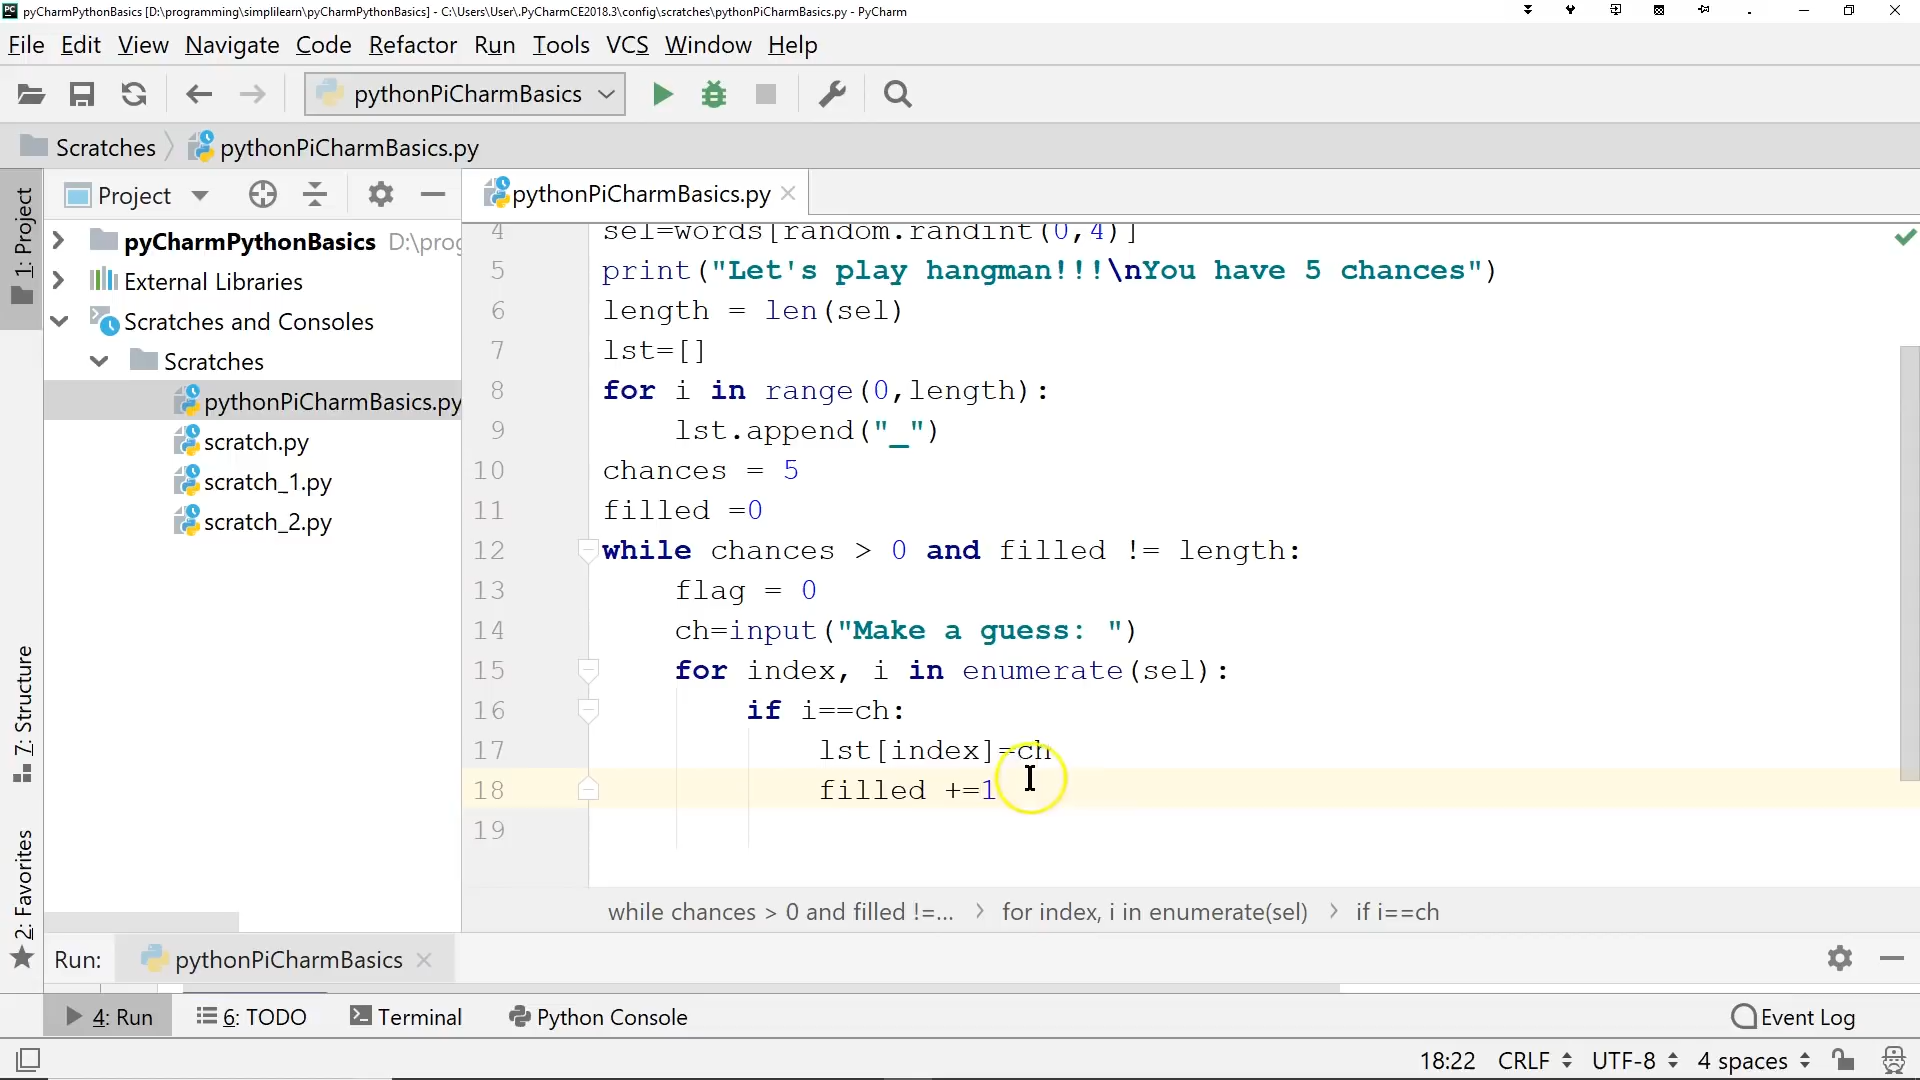 pyCharmPythonBasics [D:\programming\simplilearn\pyCharmPythonBasics] - C:\Users\User\.PyCharmCE2018.3\config\scratches\pythonPiCharmBasics.py - PyCharm
File Edit View Navigate Code Refactor Run Tools VCS Window Help
pythonPiCharmBasics
Scratches pythonPiCharmBasics.py
1: Project
Project
pyCharmPythonBasics D:\prog
External Libraries
Scratches and Consoles
Scratches
pythonPiCharmBasics.py
scratch.py
scratch_1.py
scratch_2.py
7: Structure
2: Favorites
pythonPiCharmBasics.py
4 sel=words[random.randint(0,4)]
5 print("Let's play hangman!!!\nYou have 5 chances")
6 length = len(sel)
7 lst=[]
8 for i in range(0,length):
9 lst.append("_")
10 chances = 5
11 filled =0
12 while chances > 0 and filled != length:
13 flag = 0
14 ch=input("Make a guess: ")
15 for index, i in enumerate(sel):
16 if i==ch:
17 lst[index]=ch
18 filled +=1
19
while chances > 0 and filled !=... for index, i in enumerate(sel) if i==ch
Run: pythonPiCharmBasics
4: Run 6: TODO Terminal Python Console Event Log
18:22 CRLF UTF-8 4 spaces